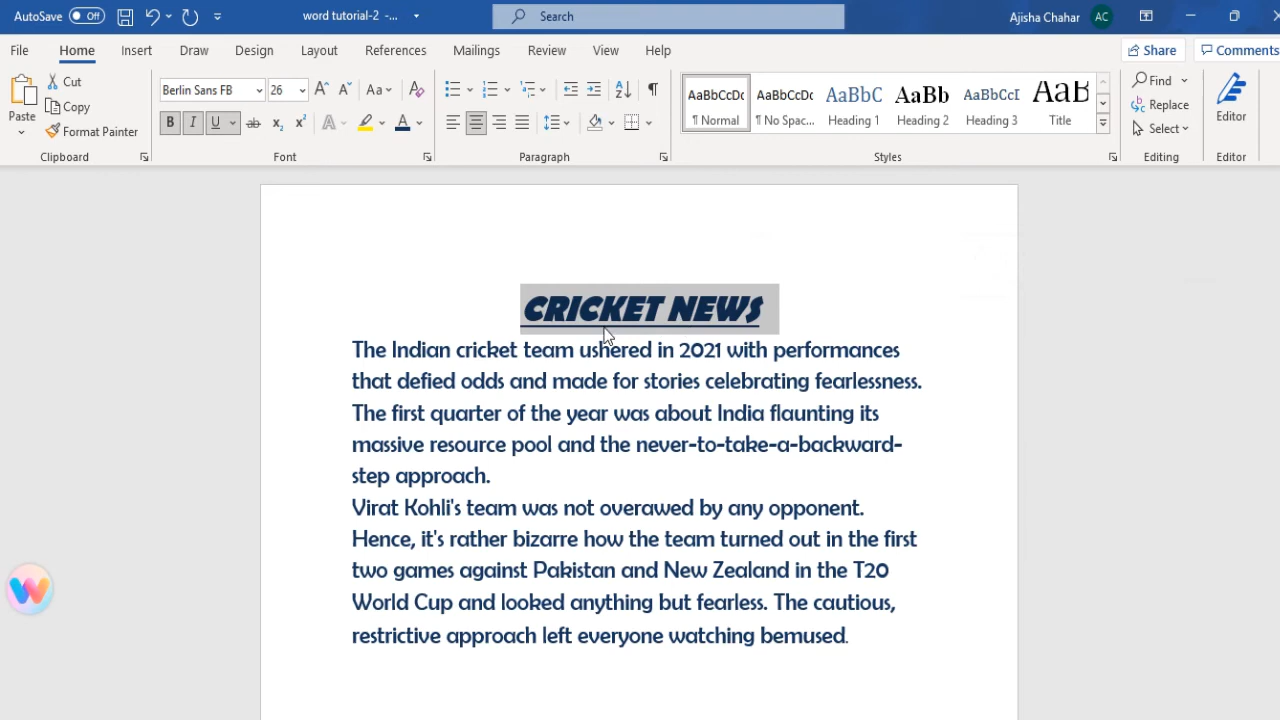 AutoSave Off word tutorial-2 -... Search Ajisha Chahar AC
File Home Insert Draw Design Layout References Mailings Review View Help Share Comments
Paste Cut Copy Format Painter Clipboard
Berlin Sans FB 26 Aa Font
Paragraph
AaBbCcDc AaBbCcDc AaBbC AaBb AaBbCcI AaB
¶ Normal ¶ No Spac... Heading 1 Heading 2 Heading 3 Title
Styles
Find Replace Select Editing
Editor Editor
CRICKET NEWS
The Indian cricket team ushered in 2021 with performances
that defied odds and made for stories celebrating fearlessness.
The first quarter of the year was about India flaunting its
massive resource pool and the never-to-take-a-backward-
step approach.
Virat Kohli's team was not overawed by any opponent.
Hence, it's rather bizarre how the team turned out in the first
two games against Pakistan and New Zealand in the T20
World Cup and looked anything but fearless. The cautious,
restrictive approach left everyone watching bemused.